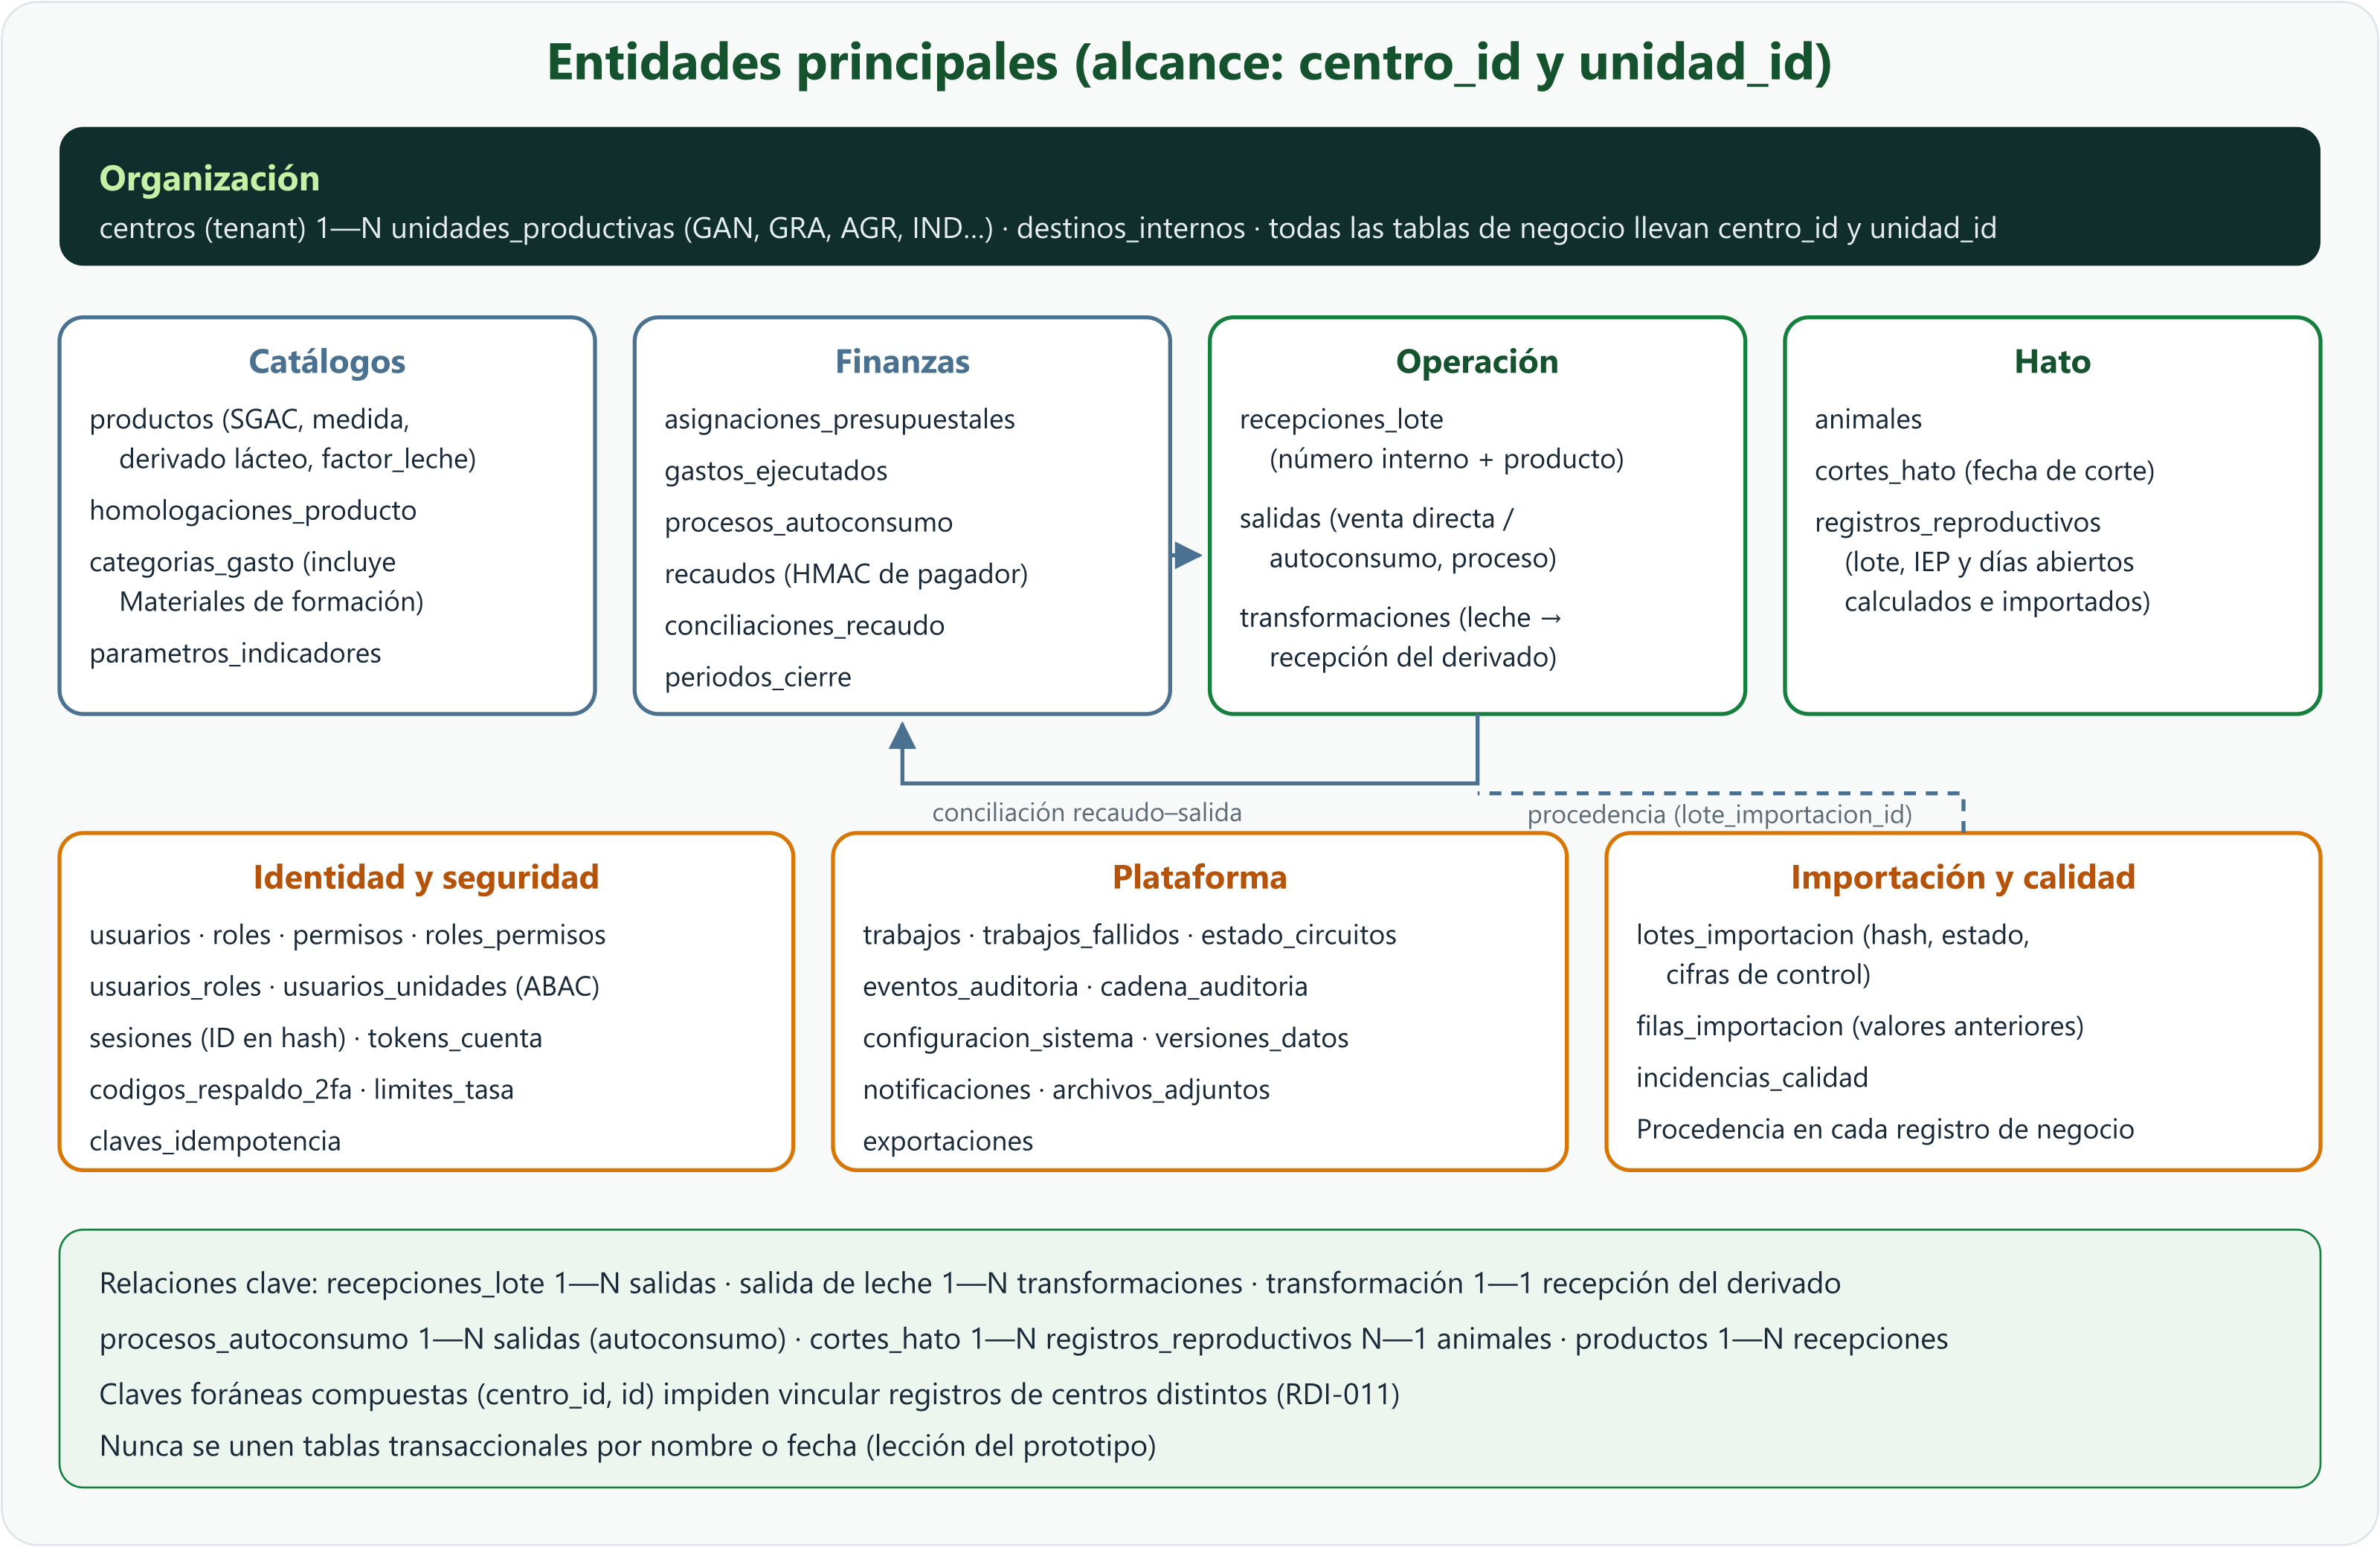 Entidades principales (alcance: centro_id y unidad_id)
Organización
centros (tenant) 1—N unidades_productivas (GAN, GRA, AGR, IND…) · destinos_internos · todas las tablas de negocio llevan centro_id y unidad_id
Catálogos
productos (SGAC, medida,
derivado lácteo, factor_leche)
homologaciones_producto
categorias_gasto (incluye
Materiales de formación)
parametros_indicadores
Finanzas
asignaciones_presupuestales
gastos_ejecutados
procesos_autoconsumo
recaudos (HMAC de pagador)
conciliaciones_recaudo
periodos_cierre
Operación
recepciones_lote
(número interno + producto)
salidas (venta directa /
autoconsumo, proceso)
transformaciones (leche →
recepción del derivado)
Hato
animales
cortes_hato (fecha de corte)
registros_reproductivos
(lote, IEP y días abiertos
calculados e importados)
conciliación recaudo–salida
procedencia (lote_importacion_id)
Identidad y seguridad
usuarios · roles · permisos · roles_permisos
usuarios_roles · usuarios_unidades (ABAC)
sesiones (ID en hash) · tokens_cuenta
codigos_respaldo_2fa · limites_tasa
claves_idempotencia
Plataforma
trabajos · trabajos_fallidos · estado_circuitos
eventos_auditoria · cadena_auditoria
configuracion_sistema · versiones_datos
notificaciones · archivos_adjuntos
exportaciones
Importación y calidad
lotes_importacion (hash, estado,
cifras de control)
filas_importacion (valores anteriores)
incidencias_calidad
Procedencia en cada registro de negocio
Relaciones clave: recepciones_lote 1—N salidas · salida de leche 1—N transformaciones · transformación 1—1 recepción del derivado
procesos_autoconsumo 1—N salidas (autoconsumo) · cortes_hato 1—N registros_reproductivos N—1 animales · productos 1—N recepciones
Claves foráneas compuestas (centro_id, id) impiden vincular registros de centros distintos (RDI-011)
Nunca se unen tablas transaccionales por nombre o fecha (lección del prototipo)